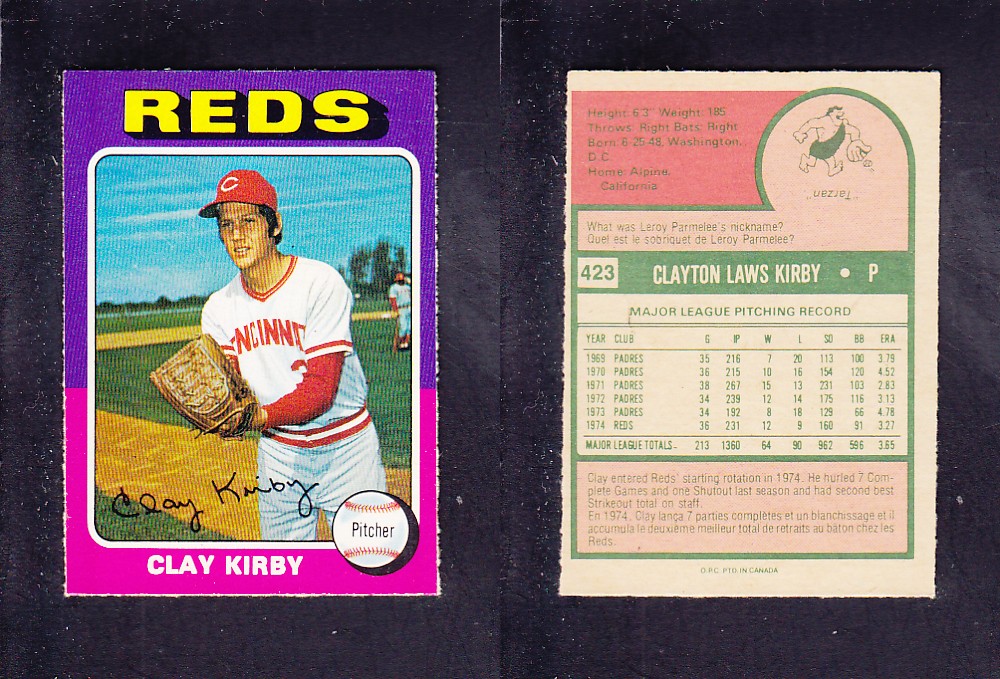 REDS
C
CINCINNATI
Clay Kirby
Pitcher
CLAY KIRBY
Height: 6'3" Weight: 185
Throws: Right Bats: Right
Born: 6-25-48, Washington,
D.C.
Home: Alpine,
California
"Tarzan"
What was Leroy Parmelee's nickname?
Quel est le sobriquet de Leroy Parmelee?
423 CLAYTON LAWS KIRBY • P
MAJOR LEAGUE PITCHING RECORD
YEAR CLUB G IP W L SO BB ERA
1969 PADRES 35 216 7 20 113 100 3.79
1970 PADRES 36 215 10 16 154 120 4.52
1971 PADRES 38 267 15 13 231 103 2.83
1972 PADRES 34 239 12 14 175 116 3.13
1973 PADRES 34 192 8 18 129 66 4.78
1974 REDS 36 231 12 9 160 91 3.27
MAJOR LEAGUE TOTALS- 213 1360 64 90 962 596 3.65
Clay entered Reds' starting rotation in 1974. He hurled 7 Com-
plete Games and one Shutout last season and had second best
Strikeout total on staff.
En 1974, Clay lança 7 parties complètes et un blanchissage et il
accumula le deuxième meilleur total de retraits au bâton chez les
Reds.
O.P.C. PTD. IN CANADA